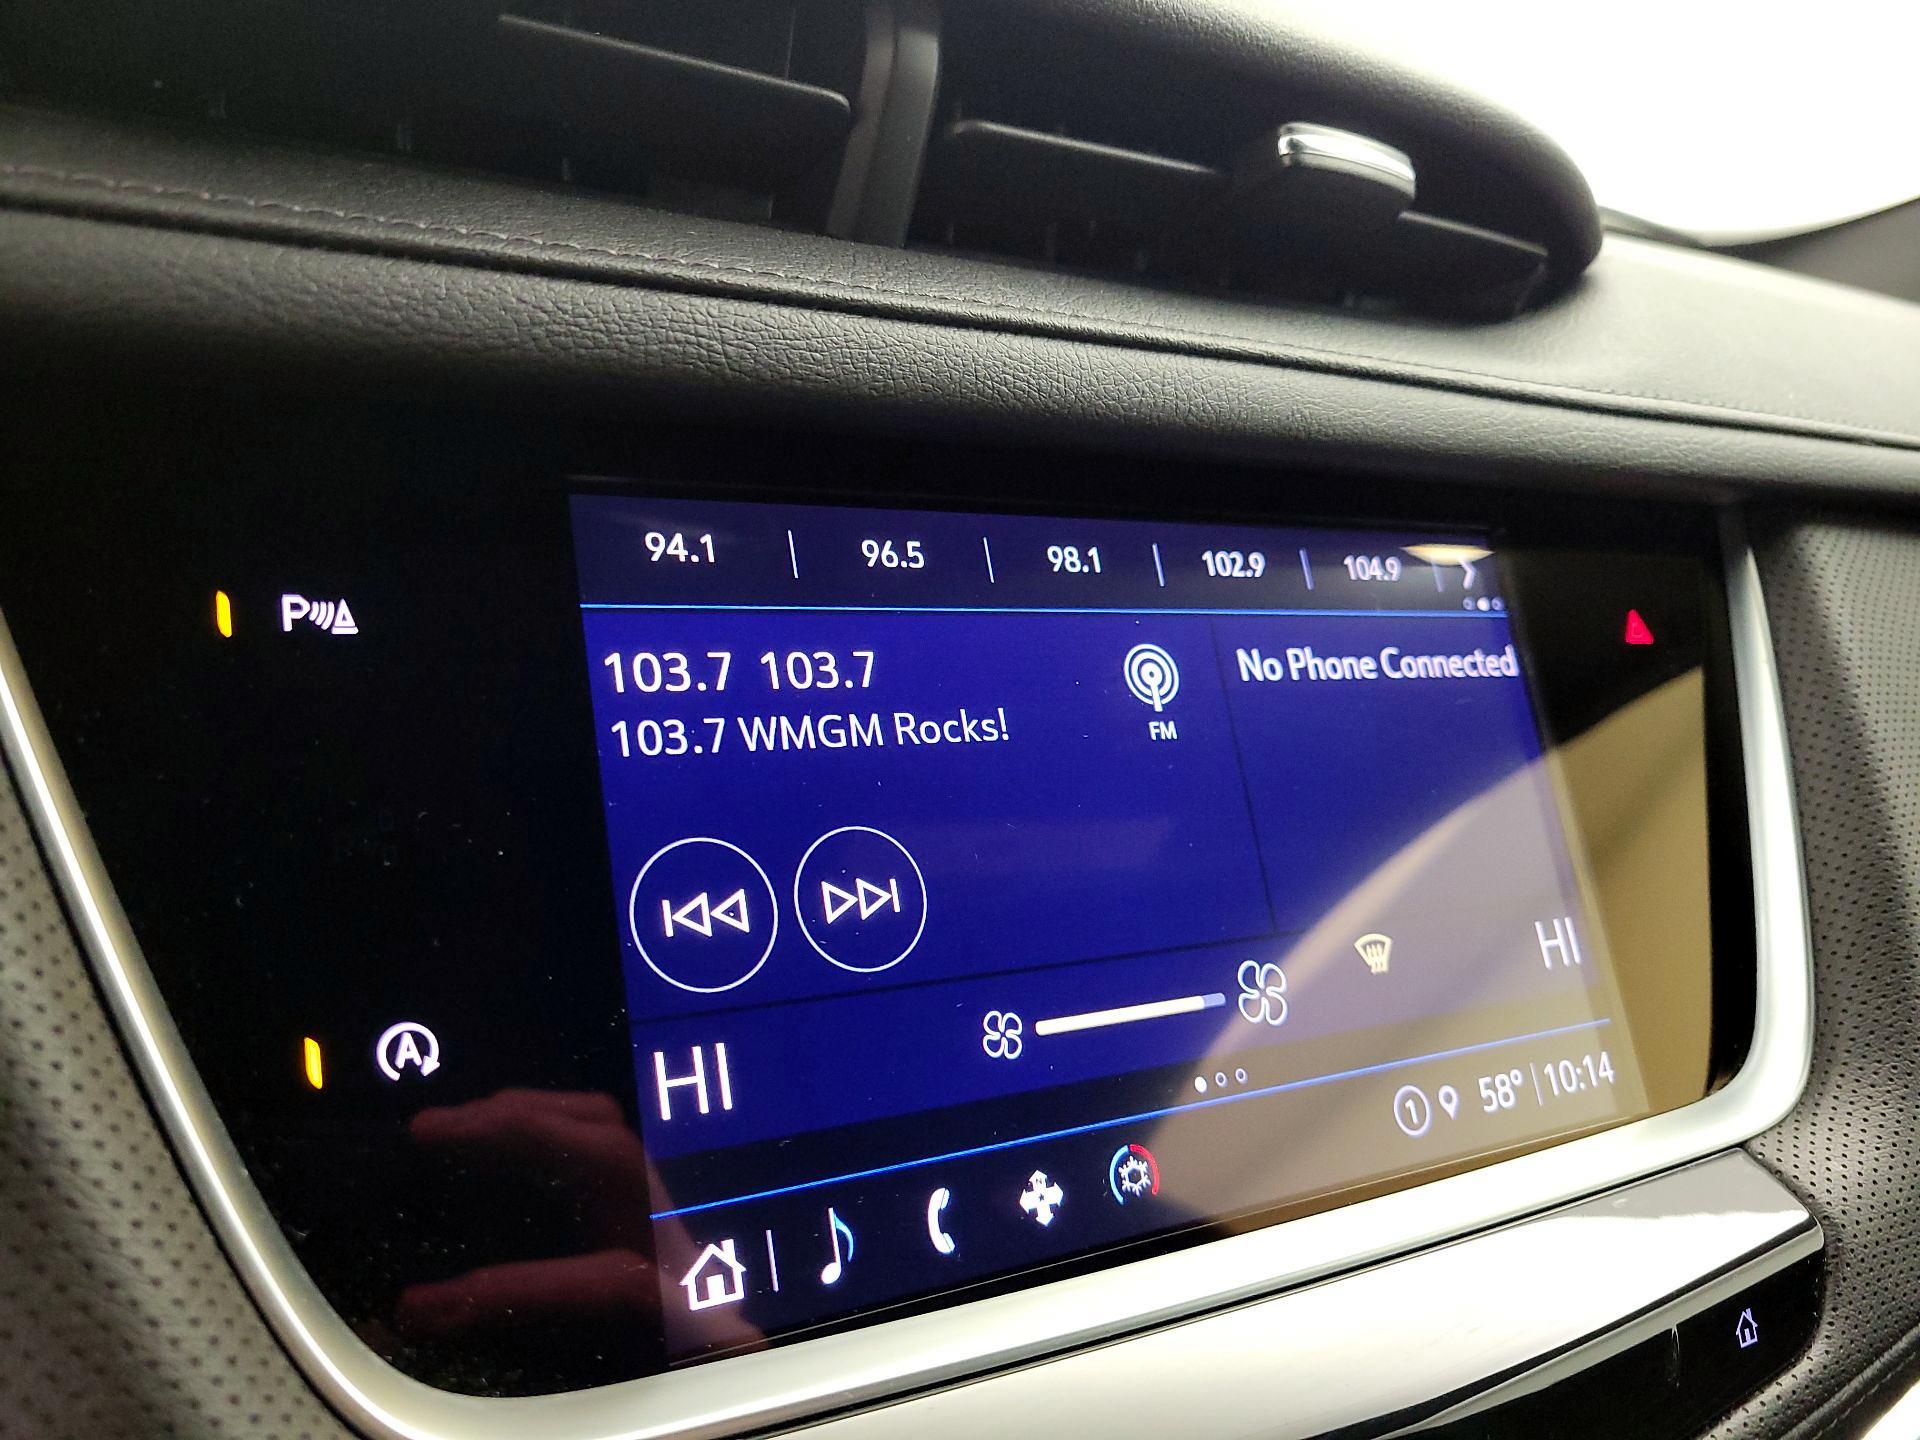 94.1 | 96.5 | 98.1 | 102.9 | 104.9
P
103.7 103.7
103.7 WMGM Rocks!
FM
No Phone Connected
HI
HI
A
1 58° | 10:14
N